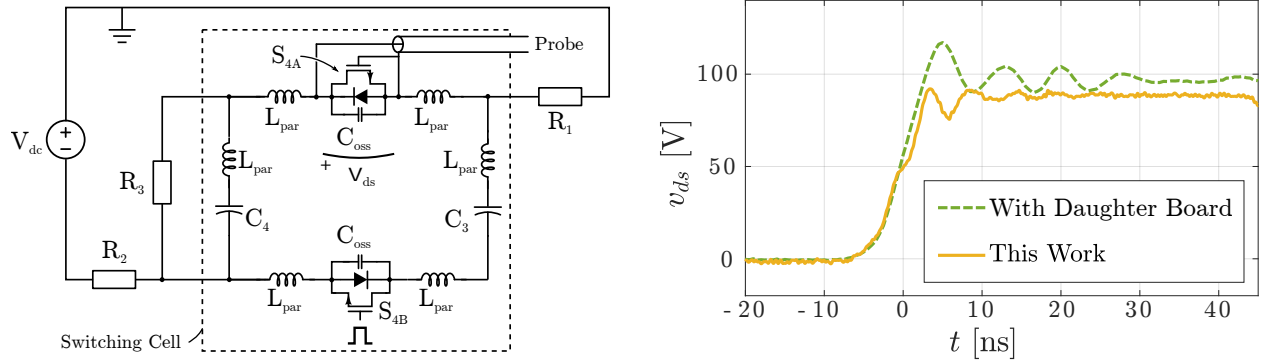 Probe
S4A
Lpar
Lpar
R1
Coss
+
Vds
Vdc
+
−
R3
Lpar
C4
Lpar
C3
R2
Coss
Lpar
Lpar
S4B
Switching Cell
vds [V]
100
50
0
With Daughter Board
This Work
- 20
- 10
0
10
20
30
40
t [ns]